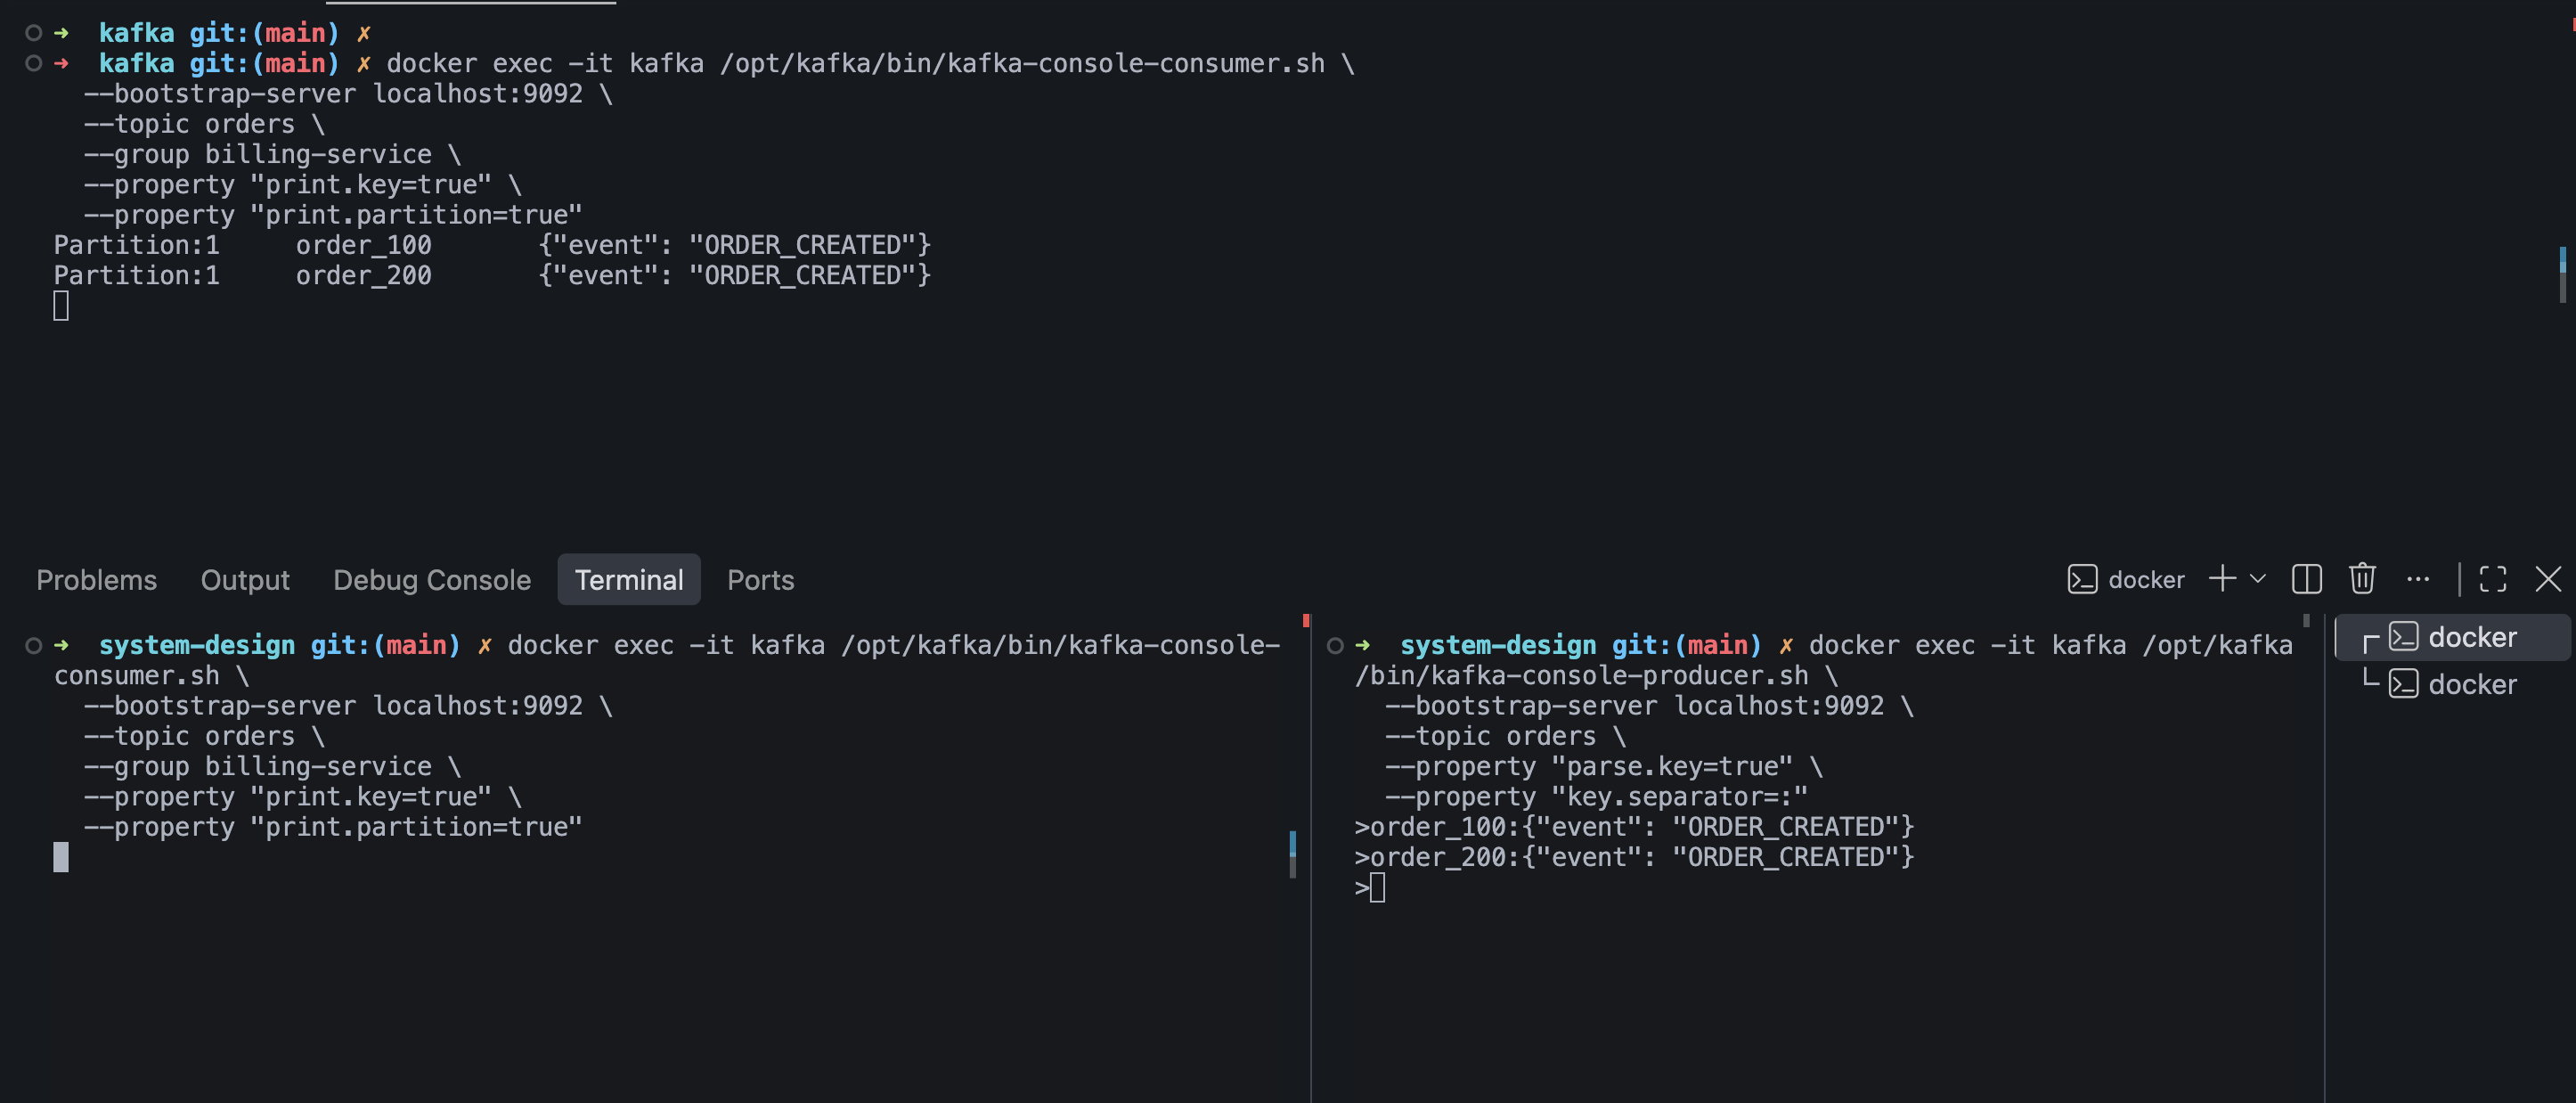 ➜  kafka git:(main) ✗
➜  kafka git:(main) ✗ docker exec -it kafka /opt/kafka/bin/kafka-console-consumer.sh \
  --bootstrap-server localhost:9092 \
  --topic orders \
  --group billing-service \
  --property "print.key=true" \
  --property "print.partition=true"
Partition:1     order_100       {"event": "ORDER_CREATED"}
Partition:1     order_200       {"event": "ORDER_CREATED"}
Problems Output Debug Console Terminal Ports
docker
➜  system-design git:(main) ✗ docker exec -it kafka /opt/kafka/bin/kafka-console-
consumer.sh \
  --bootstrap-server localhost:9092 \
  --topic orders \
  --group billing-service \
  --property "print.key=true" \
  --property "print.partition=true"
➜  system-design git:(main) ✗ docker exec -it kafka /opt/kafka
/bin/kafka-console-producer.sh \
  --bootstrap-server localhost:9092 \
  --topic orders \
  --property "parse.key=true" \
  --property "key.separator=:"
>order_100:{"event": "ORDER_CREATED"}
>order_200:{"event": "ORDER_CREATED"}
>
docker
docker